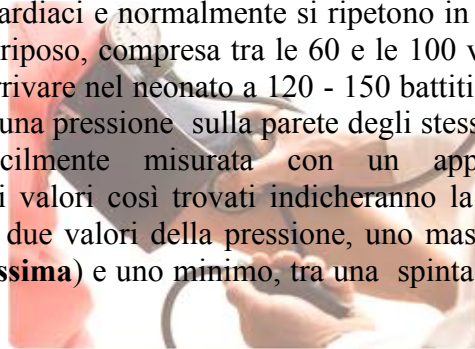 ardiaci e normalmente si ripetono in
riposo, compresa tra le 60 e le 100 v
rrivare nel neonato a 120 - 150 battiti
una pressione sulla parete degli stess
cilmente misurata con un app
i valori così trovati indicheranno la
due valori della pressione, uno mas
ssima) e uno minimo, tra una spinta